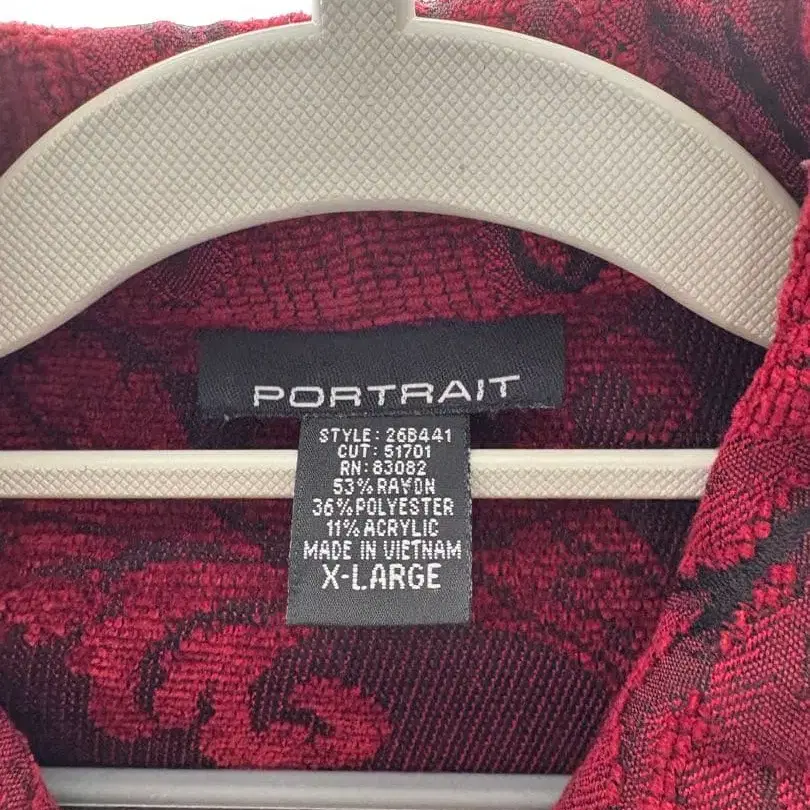 PORTRAIT
STYLE: 26B441
CUT: 51701
RN: 83082
53% RAYON
36% POLYESTER
11% ACRYLIC
MADE IN VIETNAM
X-LARGE